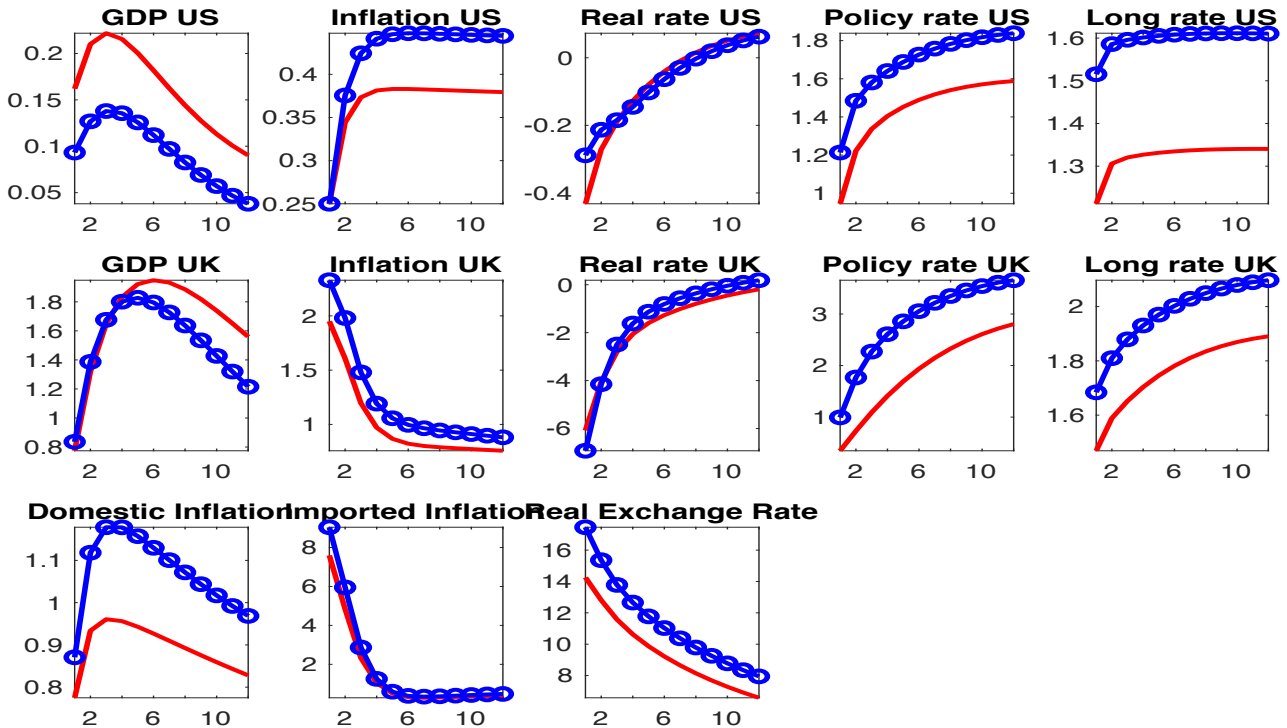 GDP US
Inflation US
Real rate US
Policy rate US
Long rate US
0.2
0.15
0.1
0.05
2 6 10
0.4
0.35
0.3
0.25
2 6 10
0
-0.2
-0.4
2 6 10
1.8
1.6
1.4
1.2
1
2 6 10
1.6
1.5
1.4
1.3
2 6 10
GDP UK
Inflation UK
Real rate UK
Policy rate UK
Long rate UK
1.8
1.6
1.4
1.2
1
0.8
2 6 10
2
1.5
1
2 6 10
0
-2
-4
-6
2 6 10
3
2
1
2 6 10
2
1.8
1.6
2 6 10
Domestic Inflation
Imported Inflation
Real Exchange Rate
1.1
1
0.9
0.8
2 6 10
8
6
4
2
2 6 10
16
14
12
10
8
2 6 10